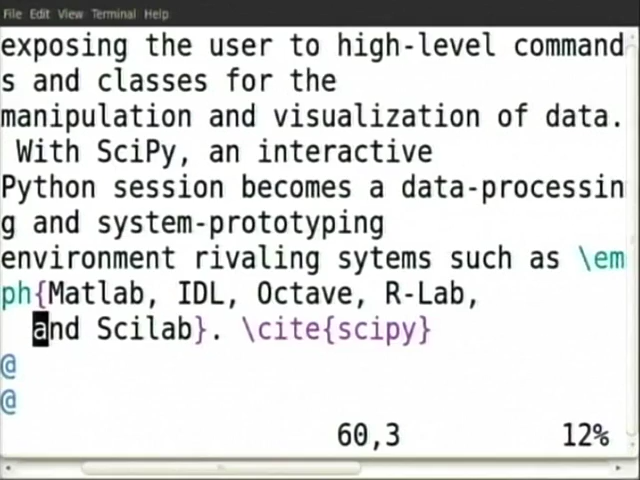 File Edit View Terminal Help
exposing the user to high-level command
s and classes for the
manipulation and visualization of data.
With SciPy, an interactive
Python session becomes a data-processin
g and system-prototyping
environment rivaling sytems such as \em
ph{Matlab, IDL, Octave, R-Lab,
and Scilab}. \cite{scipy}
@
@
60,3 12%